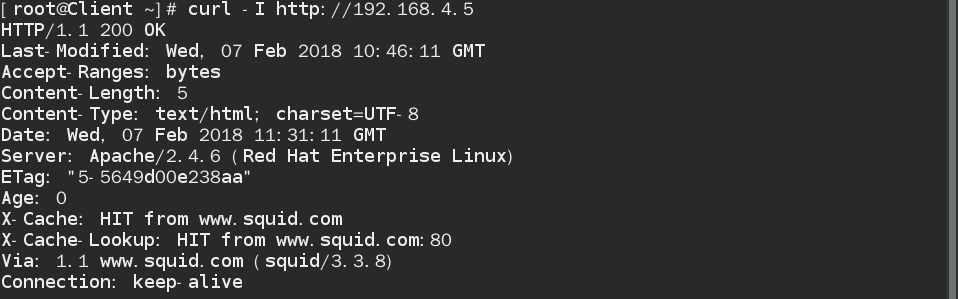 [root@Client ~]# curl -I http://192.168.4.5
HTTP/1.1 200 OK
Last-Modified: Wed, 07 Feb 2018 10:46:11 GMT
Accept-Ranges: bytes
Content-Length: 5
Content-Type: text/html; charset=UTF-8
Date: Wed, 07 Feb 2018 11:31:11 GMT
Server: Apache/2.4.6 (Red Hat Enterprise Linux)
ETag: "5-5649d00e238aa"
Age: 0
X-Cache: HIT from www.squid.com
X-Cache-Lookup: HIT from www.squid.com:80
Via: 1.1 www.squid.com (squid/3.3.8)
Connection: keep-alive